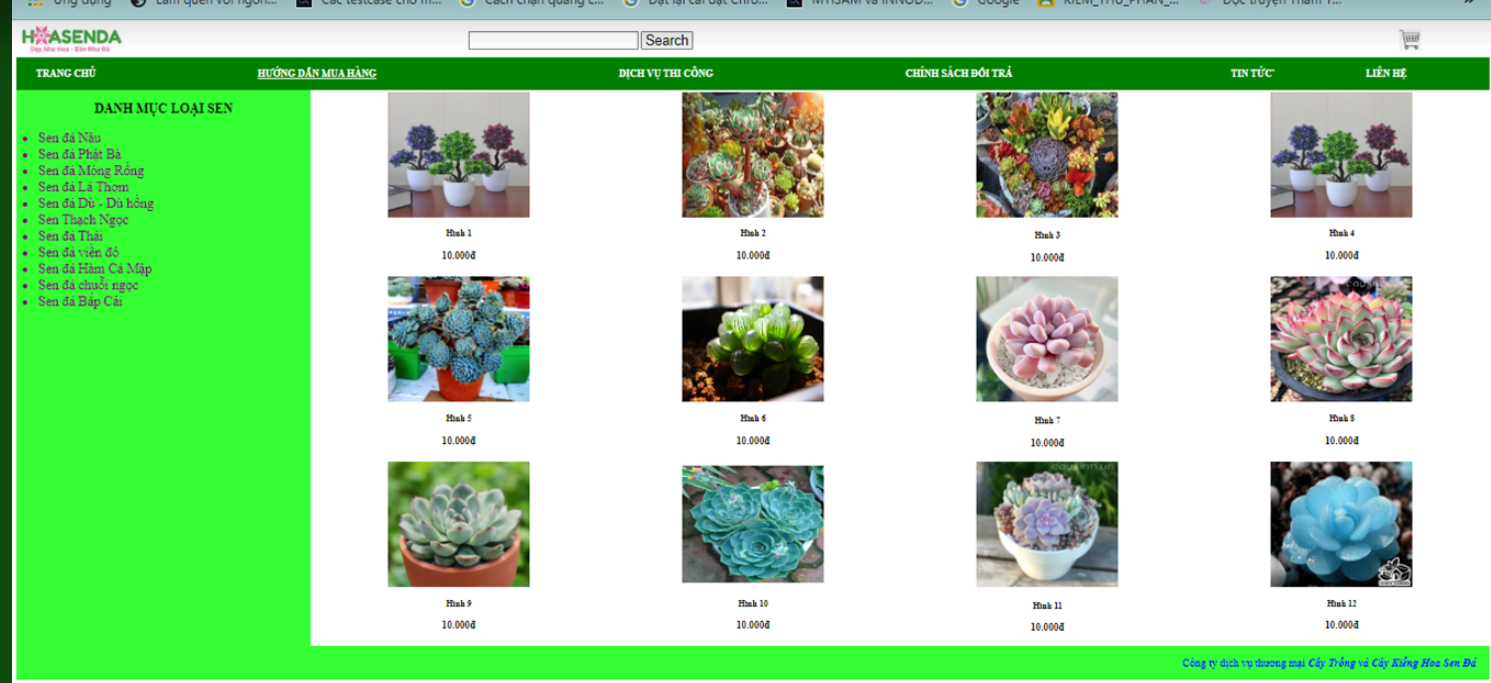 Ứng dụng Làm quen với ngôn... Các testcase cho m... Cách chặn quảng c... Đặt lại cài đặt Chro... MYISAM và INNOD... Google KIEM_THU_PHAN_... Đọc truyện Thám T... »
HOASENDA
Đẹp Như Hoa - Bền Như Đá
Search
TRANG CHỦ HƯỚNG DẪN MUA HÀNG DỊCH VỤ THI CÔNG CHÍNH SÁCH ĐỔI TRẢ TIN TỨC LIÊN HỆ
DANH MỤC LOẠI SEN
Sen đá Nâu
Sen đá Phật Bà
Sen đá Móng Rồng
Sen đá Lá Thơm
Sen đá Dù - Dù hồng
Sen Thạch Ngọc
Sen đá Thái
Sen đá viền đỏ
Sen đá Hàm Cá Mập
Sen đá chuỗi ngọc
Sen đá Bắp Cải
Hình 1 Hình 2 Hình 3 Hình 4
10.000đ 10.000đ 10.000đ 10.000đ
Hình 5 Hình 6 Hình 7 Hình 8
10.000đ 10.000đ 10.000đ 10.000đ
Hình 9 Hình 10 Hình 11 Hình 12
10.000đ 10.000đ 10.000đ 10.000đ
Công ty dịch vụ thương mại Cây Trồng và Cây Kiểng Hoa Sen Đá